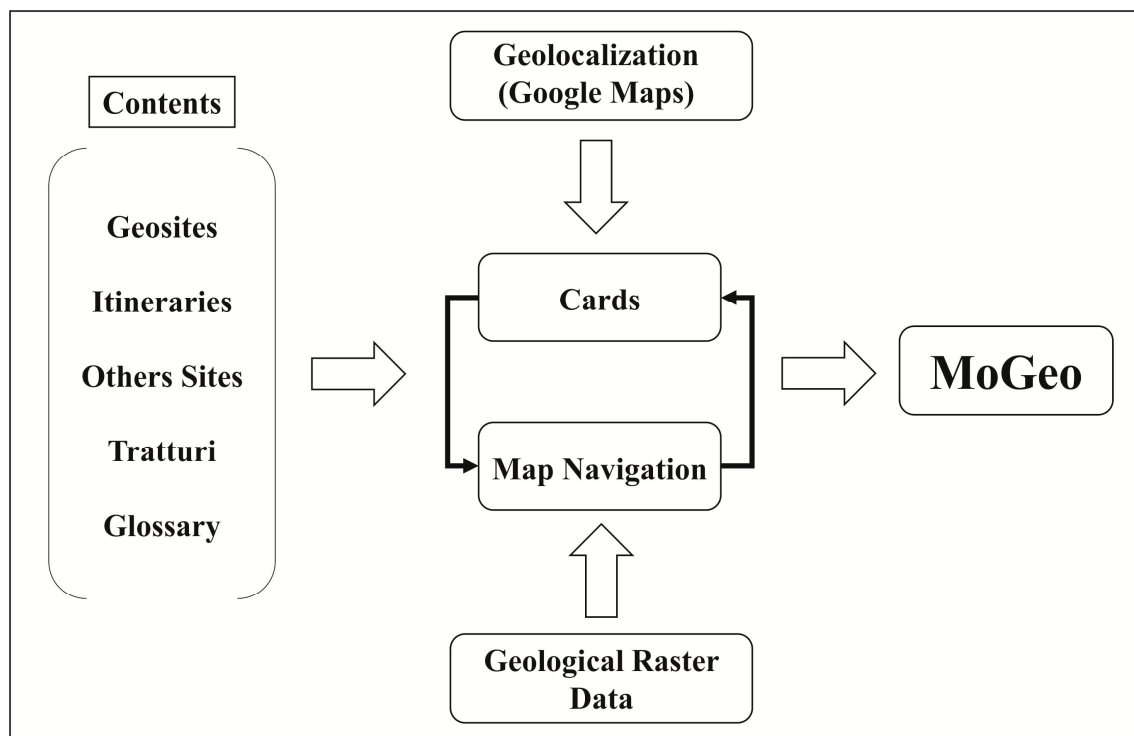 Contents
Geosites
Itineraries
Others Sites
Tratturi
Glossary
Geolocalization
(Google Maps)
Cards
Map Navigation
Geological Raster
Data
MoGeo